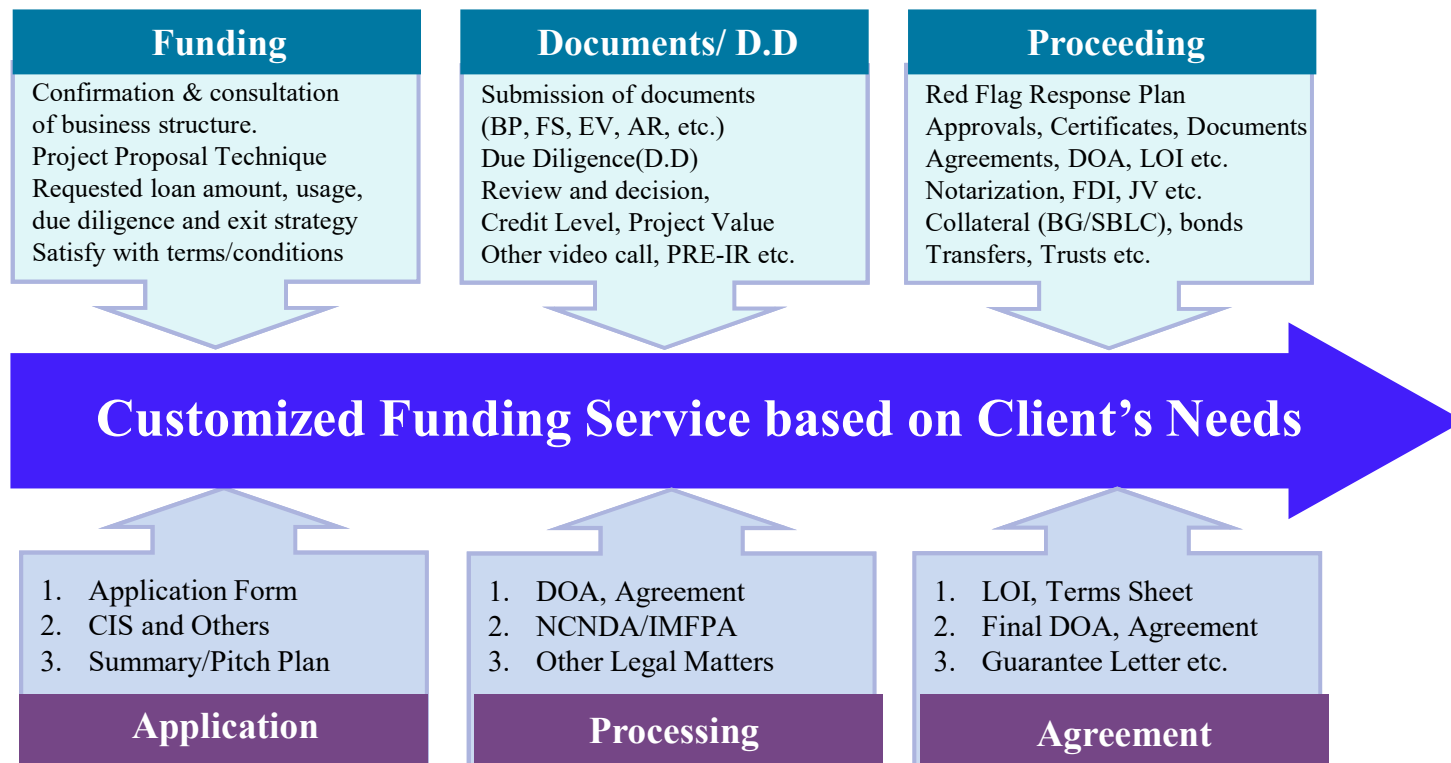 Funding
Confirmation & consultation
of business structure.
Project Proposal Technique
Requested loan amount, usage,
due diligence and exit strategy
Satisfy with terms/conditions
Documents/ D.D
Submission of documents
(BP, FS, EV, AR, etc.)
Due Diligence(D.D)
Review and decision,
Credit Level, Project Value
Other video call, PRE-IR etc.
Proceeding
Red Flag Response Plan
Approvals, Certificates, Documents
Agreements, DOA, LOI etc.
Notarization, FDI, JV etc.
Collateral (BG/SBLC), bonds
Transfers, Trusts etc.
Customized Funding Service based on Client’s Needs
1. Application Form
2. CIS and Others
3. Summary/Pitch Plan
Application
1. DOA, Agreement
2. NCNDA/IMFPA
3. Other Legal Matters
Processing
1. LOI, Terms Sheet
2. Final DOA, Agreement
3. Guarantee Letter etc.
Agreement